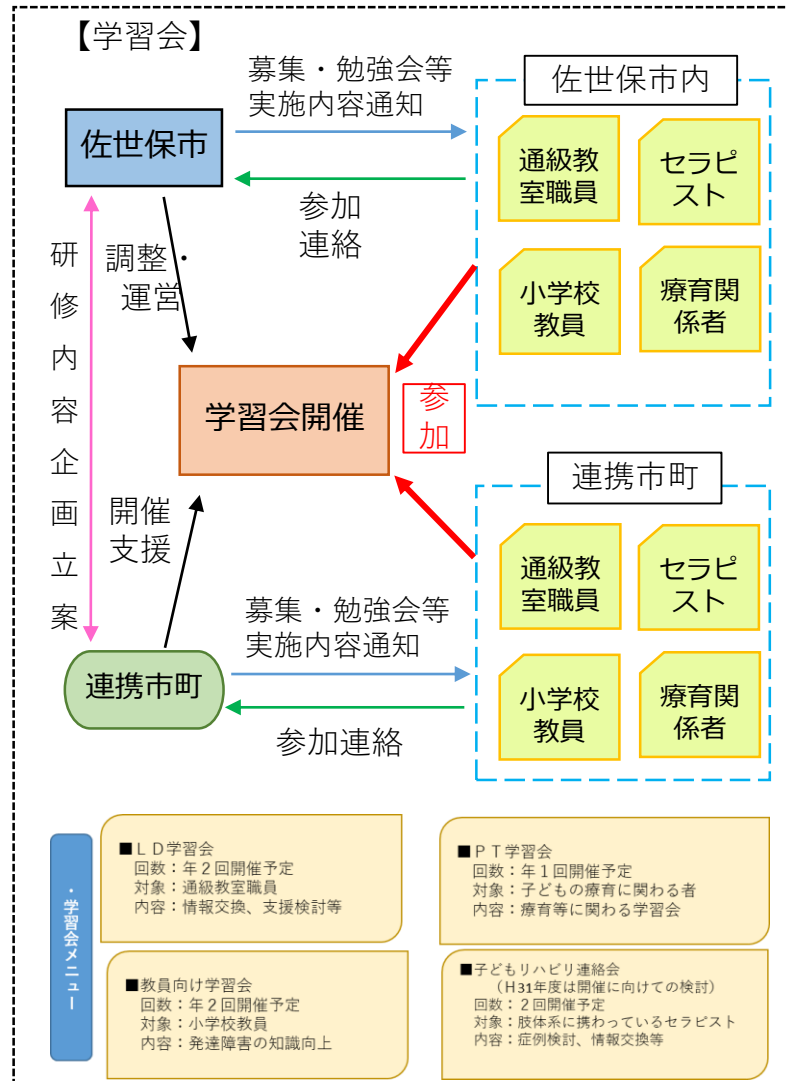 【学習会】
募集・勉強会等
実施内容通知
佐世保市内
佐世保市
通級教
室職員
セラピ
スト
参加
連絡
研修内容企画立案
調整・
運営
小学校
教員
療育関
係者
学習会開催
参
加
連携市町
開催
支援
通級教
室職員
セラピ
スト
募集・勉強会等
実施内容通知
連携市町
小学校
教員
療育関
係者
参加連絡
・学習会メニュー
■ＬＤ学習会
回数：年２回開催予定
対象：通級教室職員
内容：情報交換、支援検討等
■ＰＴ学習会
回数：年１回開催予定
対象：子どもの療育に関わる者
内容：療育等に関わる学習会
■教員向け学習会
回数：年２回開催予定
対象：小学校教員
内容：発達障害の知識向上
■子どもリハビリ連絡会
（Ｈ31年度は開催に向けての検討）
回数：２回開催予定
対象：肢体系に携わっているセラピスト
内容：症例検討、情報交換等